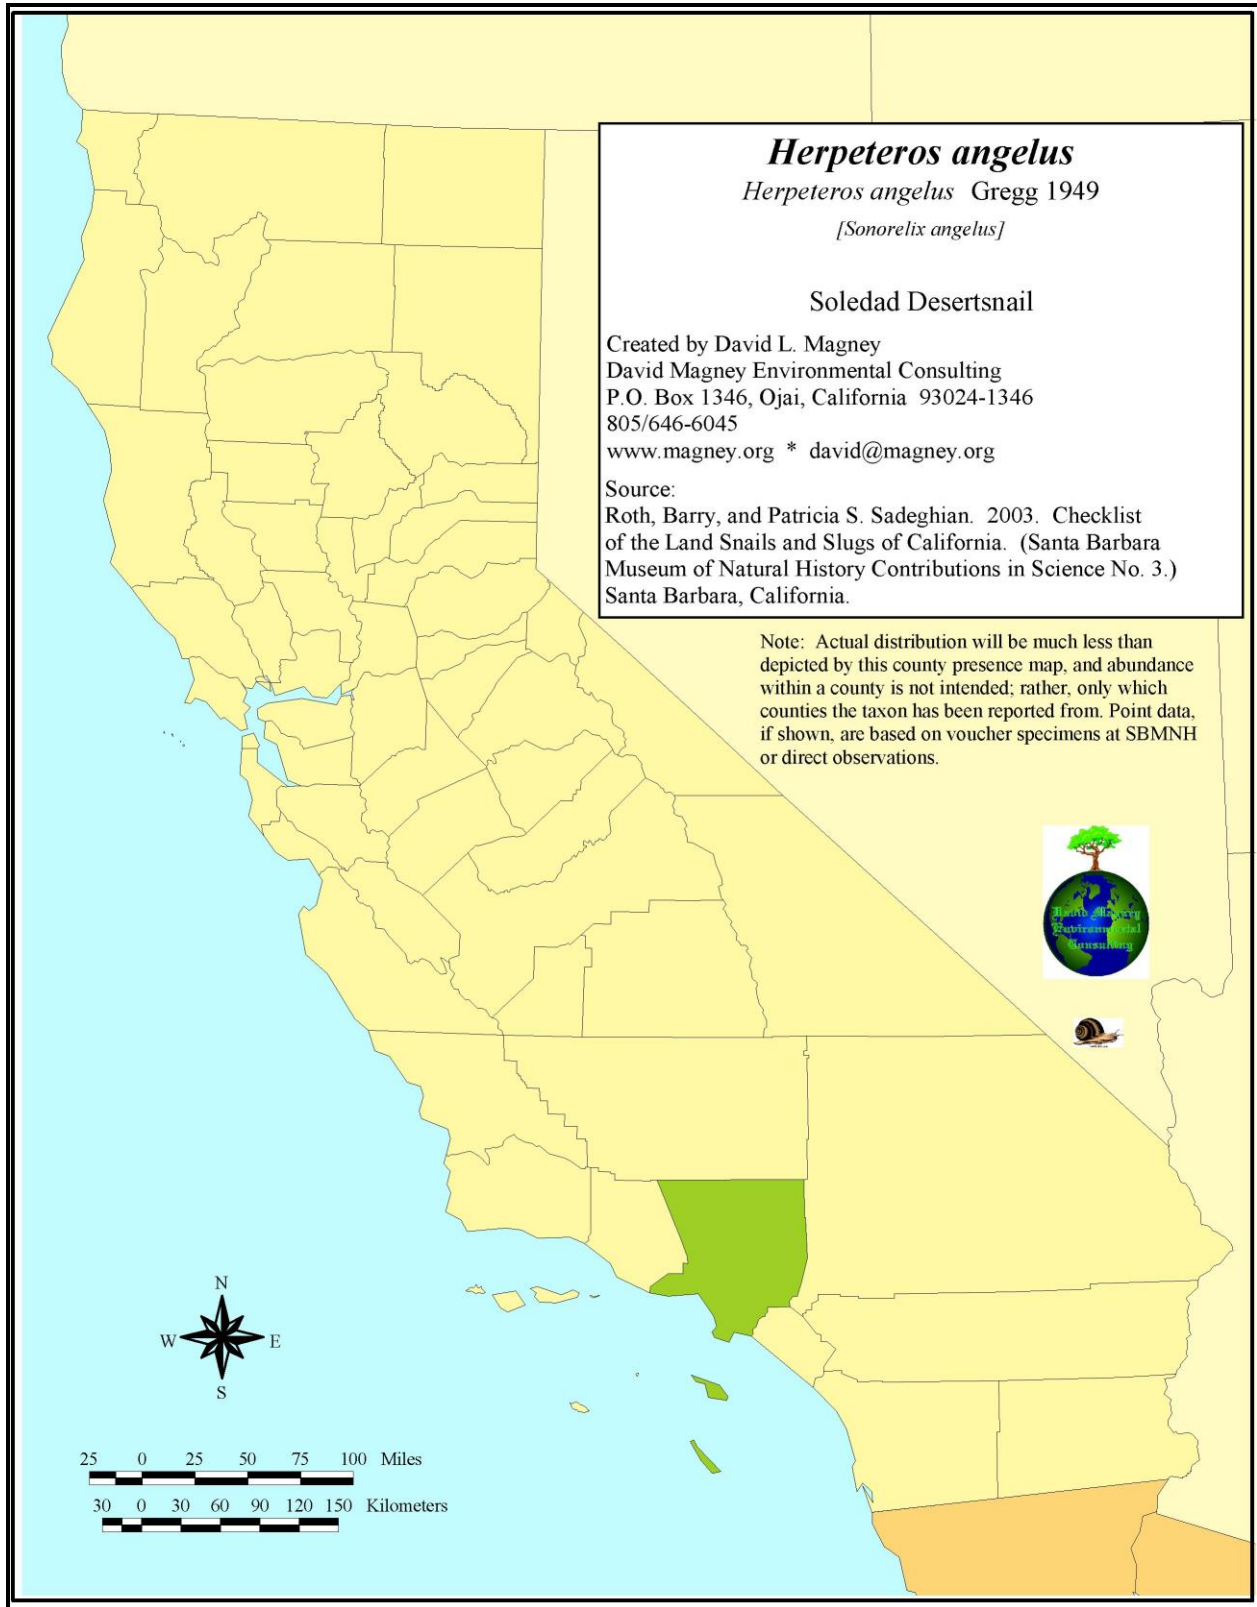 Herpeteros angelus
Herpeteros angelus Gregg 1949
[Sonorelix angelus]
Soledad Desertsnail
Created by David L. Magney
David Magney Environmental Consulting
P.O. Box 1346, Ojai, California 93024-1346
805/646-6045
www.magney.org * david@magney.org
Source:
Roth, Barry, and Patricia S. Sadeghian. 2003. Checklist
of the Land Snails and Slugs of California. (Santa Barbara
Museum of Natural History Contributions in Science No. 3.)
Santa Barbara, California.
Note: Actual distribution will be much less than
depicted by this county presence map, and abundance
within a county is not intended; rather, only which
counties the taxon has been reported from. Point data,
if shown, are based on voucher specimens at SBMNH
or direct observations.
David Magney
Environmental
Consulting
N
W E
S
25 0 25 50 75 100 Miles
30 0 30 60 90 120 150 Kilometers